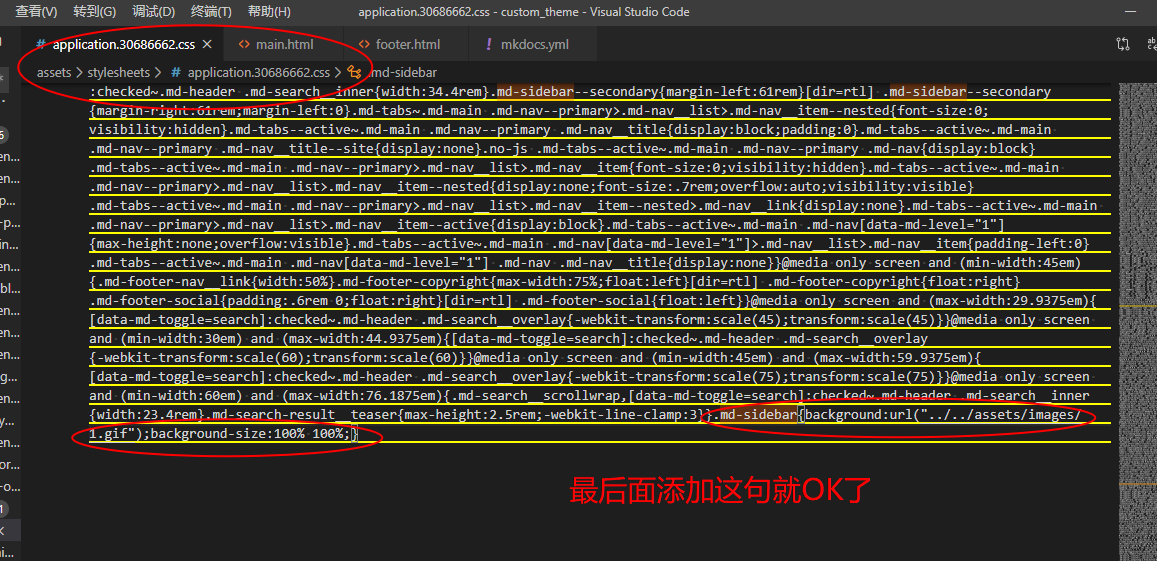 查看(V) 转到(G) 调试(D) 终端(T) 帮助(H) application.30686662.css - custom_theme - Visual Studio Code
# application.30686662.css × <> main.html <> footer.html ! mkdocs.yml
assets > stylesheets > # application.30686662.css > .md-sidebar
:checked~.md-header .md-search__inner{width:34.4rem}.md-sidebar--secondary{margin-left:61rem}[dir=rtl] .md-sidebar--secondary
{margin-right:61rem;margin-left:0}.md-tabs~.md-main .md-nav--primary>.md-nav__list>.md-nav__item--nested{font-size:0;
visibility:hidden}.md-tabs--active~.md-main .md-nav--primary .md-nav__title{display:block;padding:0}.md-tabs--active~.md-main
.md-nav--primary .md-nav__title--site{display:none}.no-js .md-tabs--active~.md-main .md-nav--primary .md-nav{display:block}
.md-tabs--active~.md-main .md-nav--primary>.md-nav__list>.md-nav__item{font-size:0;visibility:hidden}.md-tabs--active~.md-main
.md-nav--primary>.md-nav__list>.md-nav__item--nested{display:none;font-size:.7rem;overflow:auto;visibility:visible}
.md-tabs--active~.md-main .md-nav--primary>.md-nav__list>.md-nav__item--nested>.md-nav__link{display:none}.md-tabs--active~.md-main
.md-nav--primary>.md-nav__list>.md-nav__item--active{display:block}.md-tabs--active~.md-main .md-nav[data-md-level="1"]
{max-height:none;overflow:visible}.md-tabs--active~.md-main .md-nav[data-md-level="1"]>.md-nav__list>.md-nav__item{padding-left:0}
.md-tabs--active~.md-main .md-nav[data-md-level="1"] .md-nav .md-nav__title{display:none}}@media only screen and (min-width:45em)
{.md-footer-nav__link{width:50%}.md-footer-copyright{max-width:75%;float:left}[dir=rtl] .md-footer-copyright{float:right}
.md-footer-social{padding:.6rem 0;float:right}[dir=rtl] .md-footer-social{float:left}}@media only screen and (max-width:29.9375em){
[data-md-toggle=search]:checked~.md-header .md-search__overlay{-webkit-transform:scale(45);transform:scale(45)}}@media only screen
and (min-width:30em) and (max-width:44.9375em){[data-md-toggle=search]:checked~.md-header .md-search__overlay
{-webkit-transform:scale(60);transform:scale(60)}}@media only screen and (min-width:45em) and (max-width:59.9375em){
[data-md-toggle=search]:checked~.md-header .md-search__overlay{-webkit-transform:scale(75);transform:scale(75)}}@media only screen
and (min-width:60em) and (max-width:76.1875em){.md-search__scrollwrap,[data-md-toggle=search]:checked~.md-header .md-search__inner
{width:23.4rem}.md-search-result__teaser{max-height:2.5rem;-webkit-line-clamp:3}}.md-sidebar{background:url("../../assets/images/
1.gif");background-size:100% 100%;}
最后面添加这句就OK了